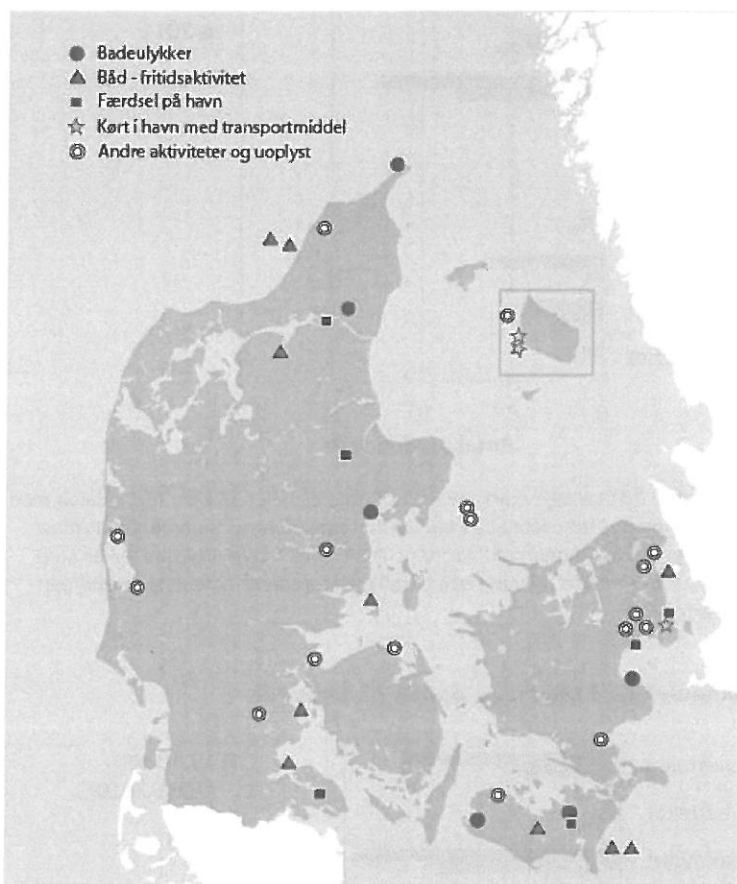 Badeulykker
Båd - fritidsaktivitet
Færdsel på havn
Kørt i havn med transportmiddel
Andre aktiviteter og uoplyst